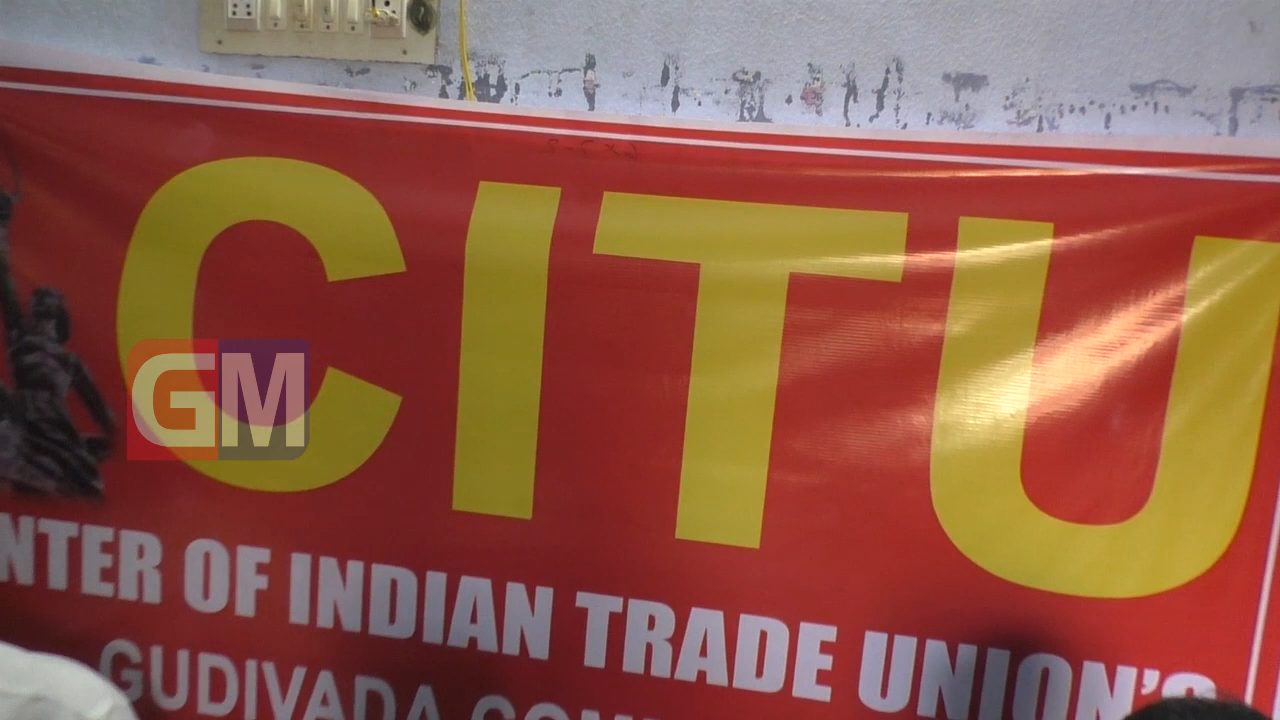 CITU
GM
NTER OF INDIAN TRADE UNION'S
GUDIVADA